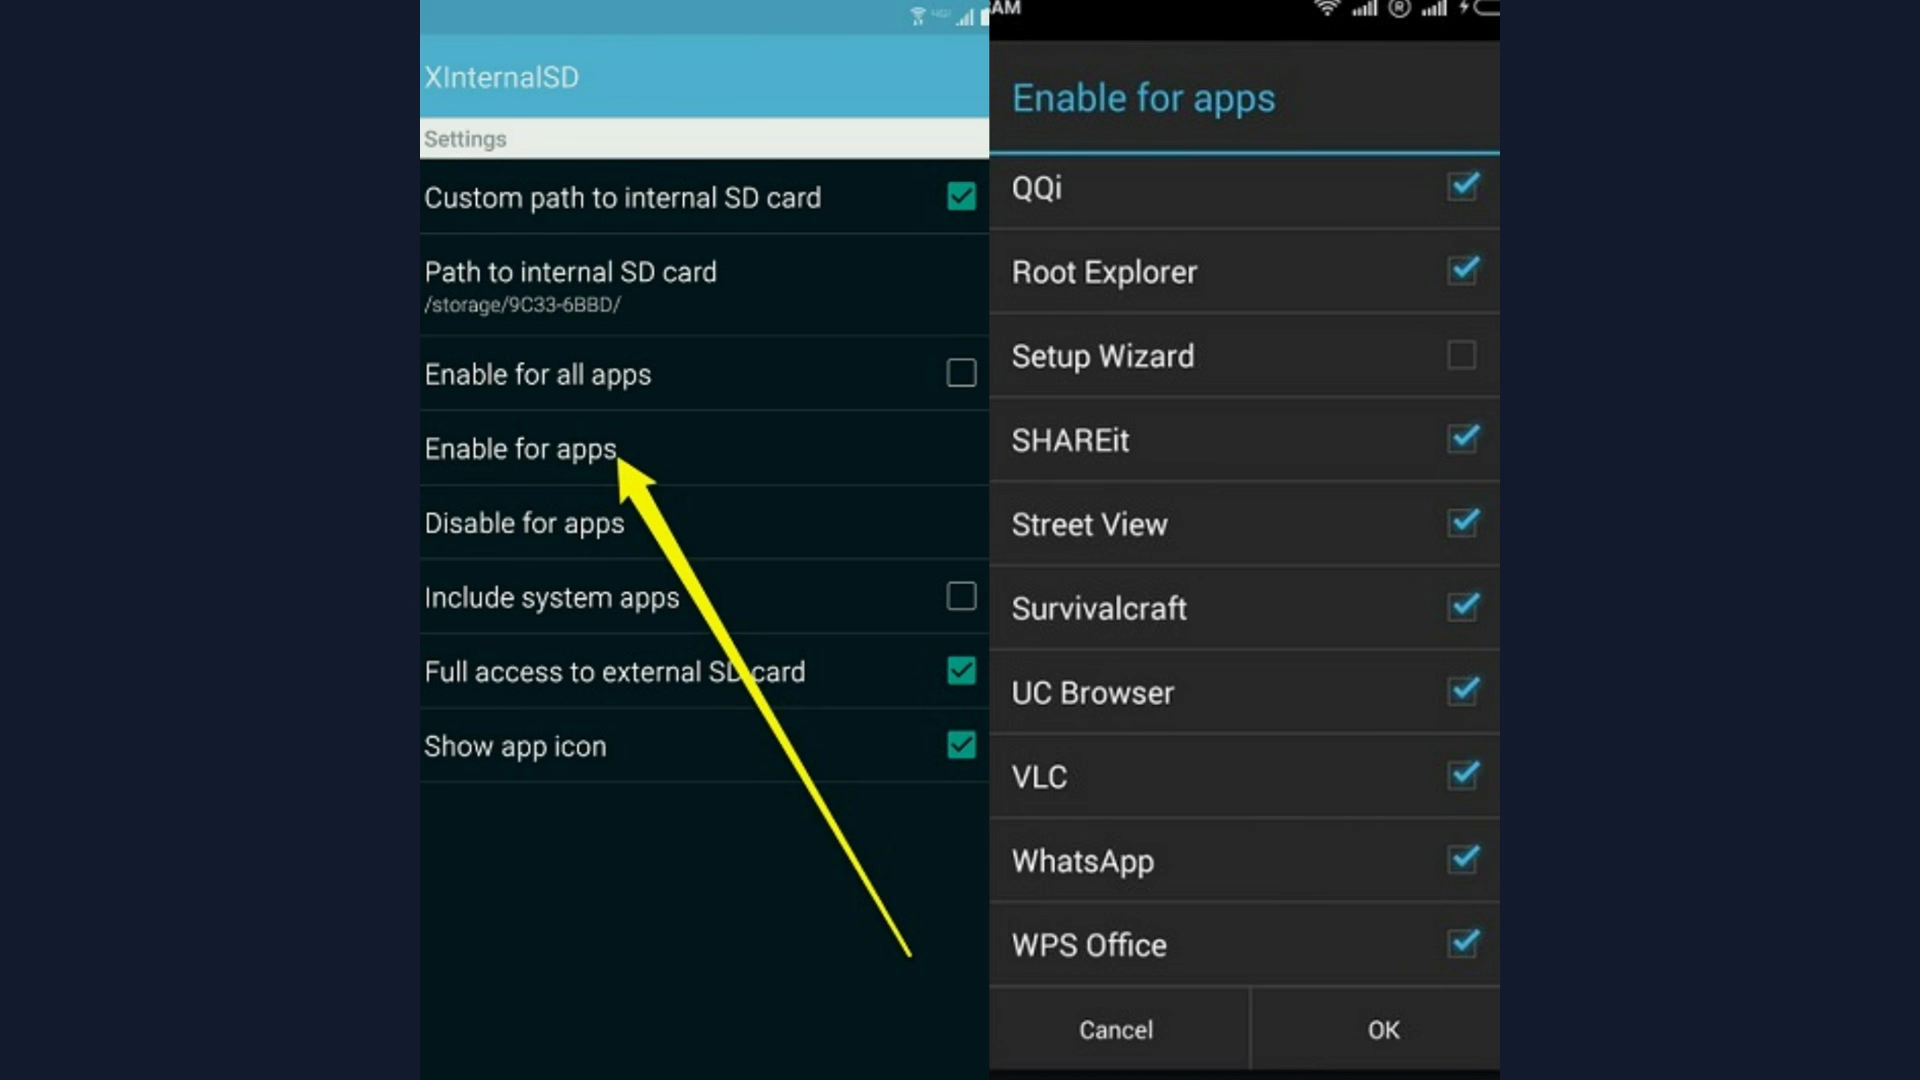 XInternalSD
Settings
Custom path to internal SD card
Path to internal SD card
/storage/9C33-6BBD/
Enable for all apps
Enable for apps
Disable for apps
Include system apps
Full access to external SD card
Show app icon
AM
Enable for apps
QQi
Root Explorer
Setup Wizard
SHAREit
Street View
Survivalcraft
UC Browser
VLC
WhatsApp
WPS Office
Cancel
OK